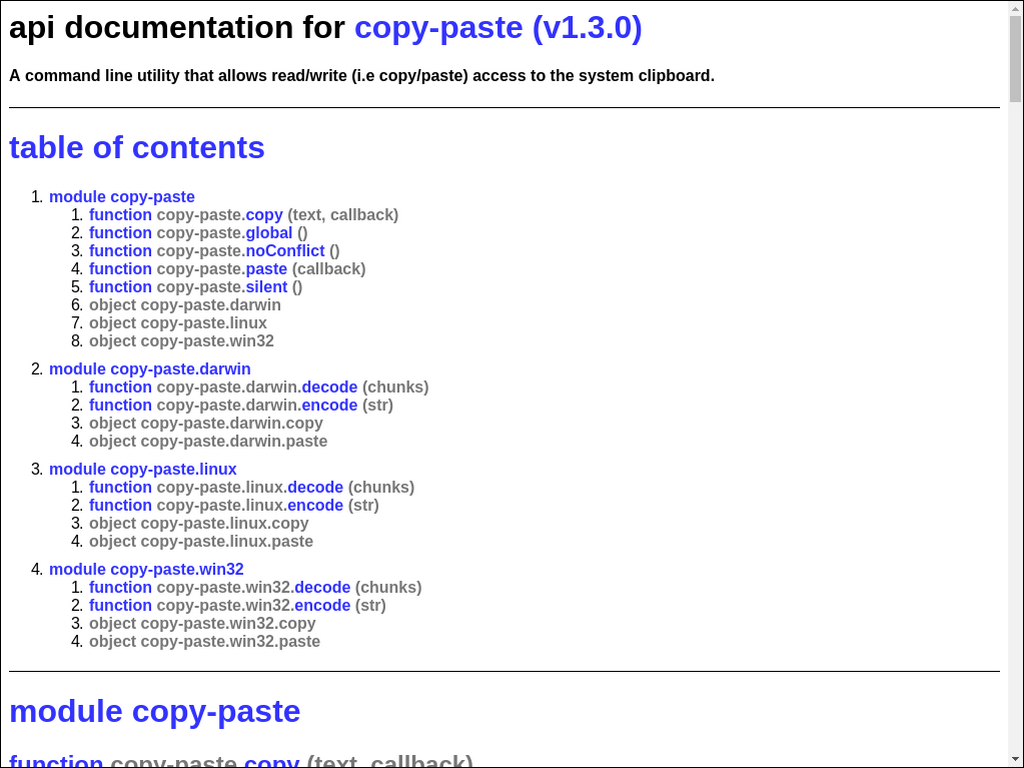 api documentation for copy-paste (v1.3.0)
A command line utility that allows read/write (i.e copy/paste) access to the system clipboard.
table of contents
1. module copy-paste
1. function copy-paste.copy (text, callback)
2. function copy-paste.global ()
3. function copy-paste.noConflict ()
4. function copy-paste.paste (callback)
5. function copy-paste.silent ()
6. object copy-paste.darwin
7. object copy-paste.linux
8. object copy-paste.win32
2. module copy-paste.darwin
1. function copy-paste.darwin.decode (chunks)
2. function copy-paste.darwin.encode (str)
3. object copy-paste.darwin.copy
4. object copy-paste.darwin.paste
3. module copy-paste.linux
1. function copy-paste.linux.decode (chunks)
2. function copy-paste.linux.encode (str)
3. object copy-paste.linux.copy
4. object copy-paste.linux.paste
4. module copy-paste.win32
1. function copy-paste.win32.decode (chunks)
2. function copy-paste.win32.encode (str)
3. object copy-paste.win32.copy
4. object copy-paste.win32.paste
module copy-paste
function copy-paste.copy (text, callback)